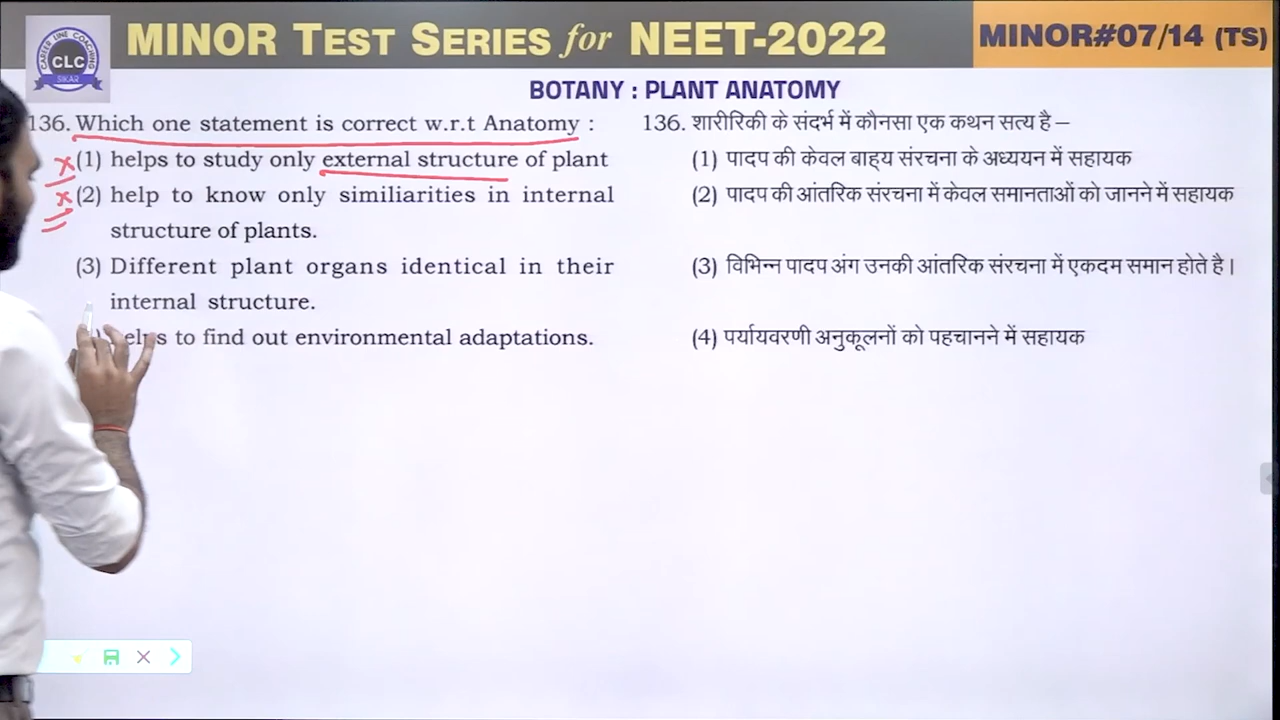 CAREER LINE COACHING
CLC
SIKAR
MINOR TEST SERIES for NEET-2022
MINOR#07/14 (TS)
BOTANY : PLANT ANATOMY
136. Which one statement is correct w.r.t Anatomy :
(1) helps to study only external structure of plant
(2) help to know only similiarities in internal
structure of plants.
(3) Different plant organs identical in their
internal structure.
helps to find out environmental adaptations.
136. शारीरिकी के संदर्भ में कौनसा एक कथन सत्य है –
(1) पादप की केवल बाह्य संरचना के अध्ययन में सहायक
(2) पादप की आंतरिक संरचना में केवल समानताओं को जानने में सहायक
(3) विभिन्न पादप अंग उनकी आंतरिक संरचना में एकदम समान होते है।
(4) पर्यायवरणी अनुकूलनों को पहचानने में सहायक